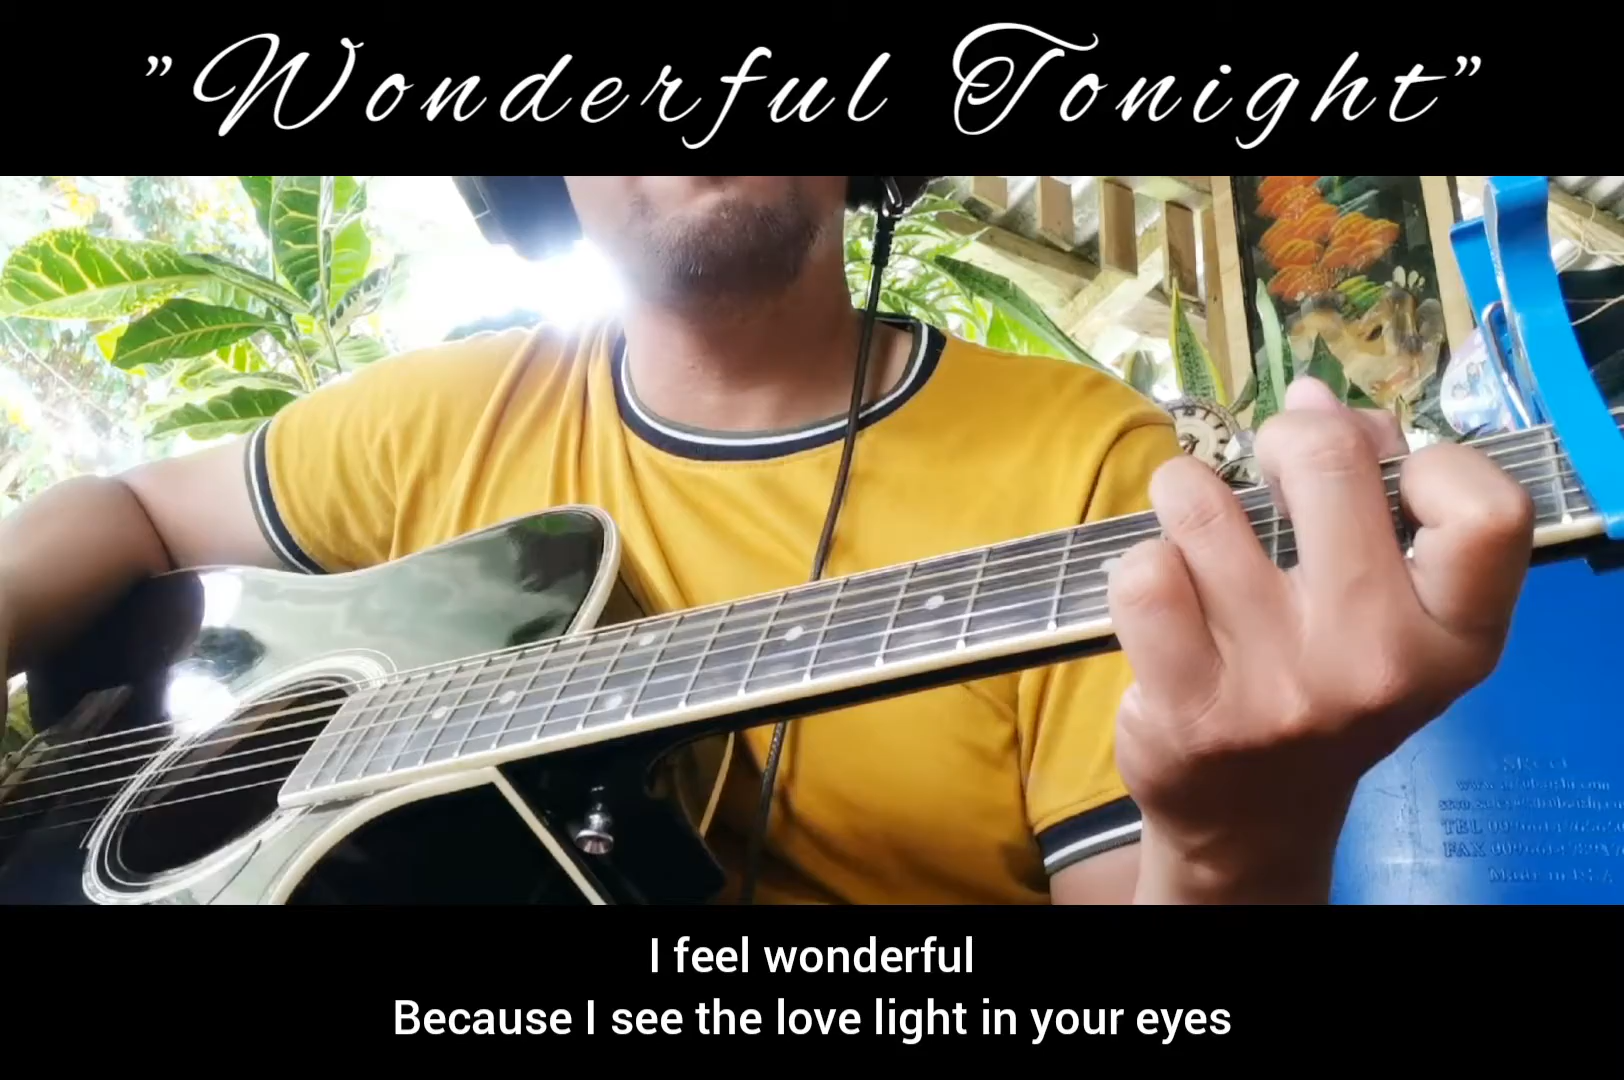 "Wonderful Tonight"
I feel wonderful
Because I see the love light in your eyes